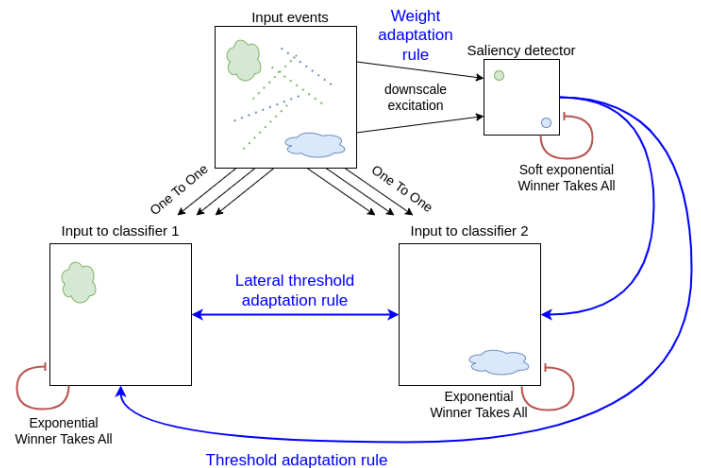 Input events
Weight
adaptation
rule
Saliency detector
downscale
excitation
Soft exponential
Winner Takes All
One To One
One To One
Input to classifier 1
Input to classifier 2
Lateral threshold
adaptation rule
Exponential
Winner Takes All
Exponential
Winner Takes All
Threshold adaptation rule